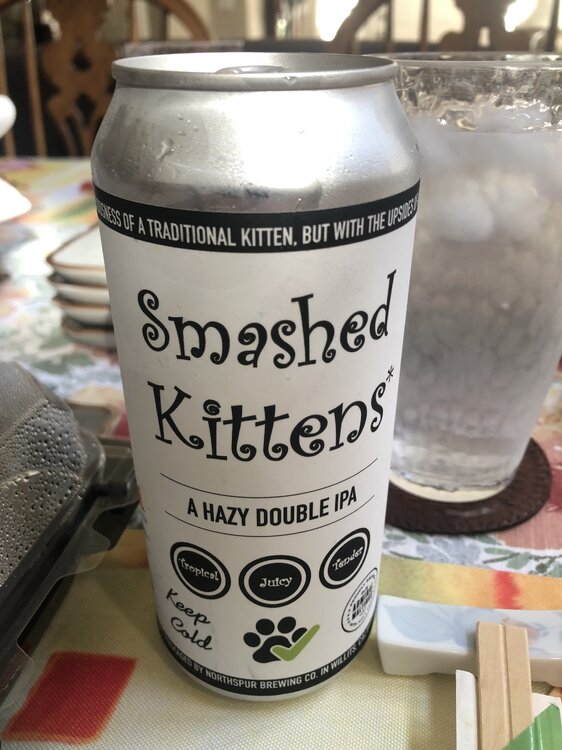 OF A TRADITIONAL KITTEN, BUT WITH THE UPSIDES
Smashed
Kittens*
A HAZY DOUBLE IPA
Tropical
Juicy
Tender
Keep
Cold
BY NORTHSPUR BREWING CO. IN WILLITS,